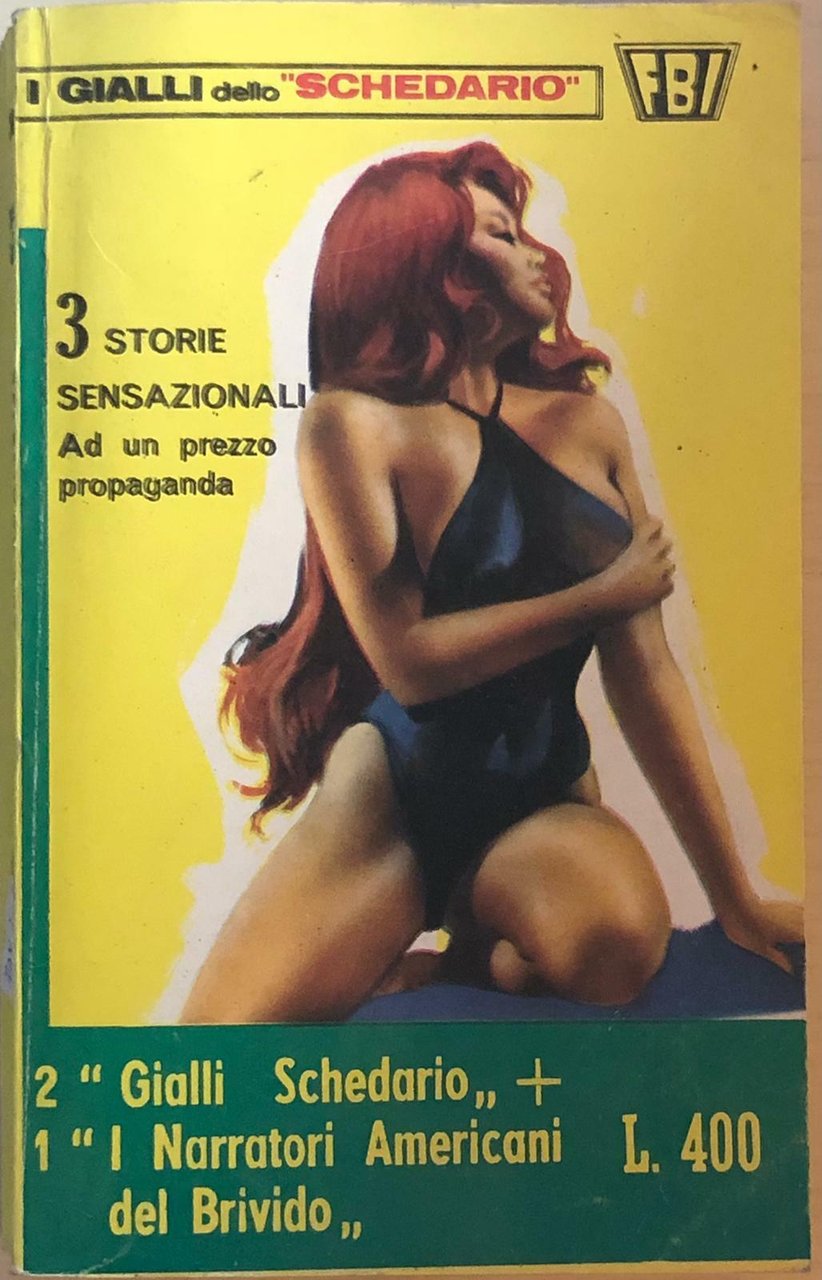 I GIALLI dello "SCHEDARIO"
FBI
3 STORIE
SENSAZIONALI
Ad un prezzo
propaganda
2 “ Gialli Schedario„ +
1 “ I Narratori Americani
del Brivido„
L. 400